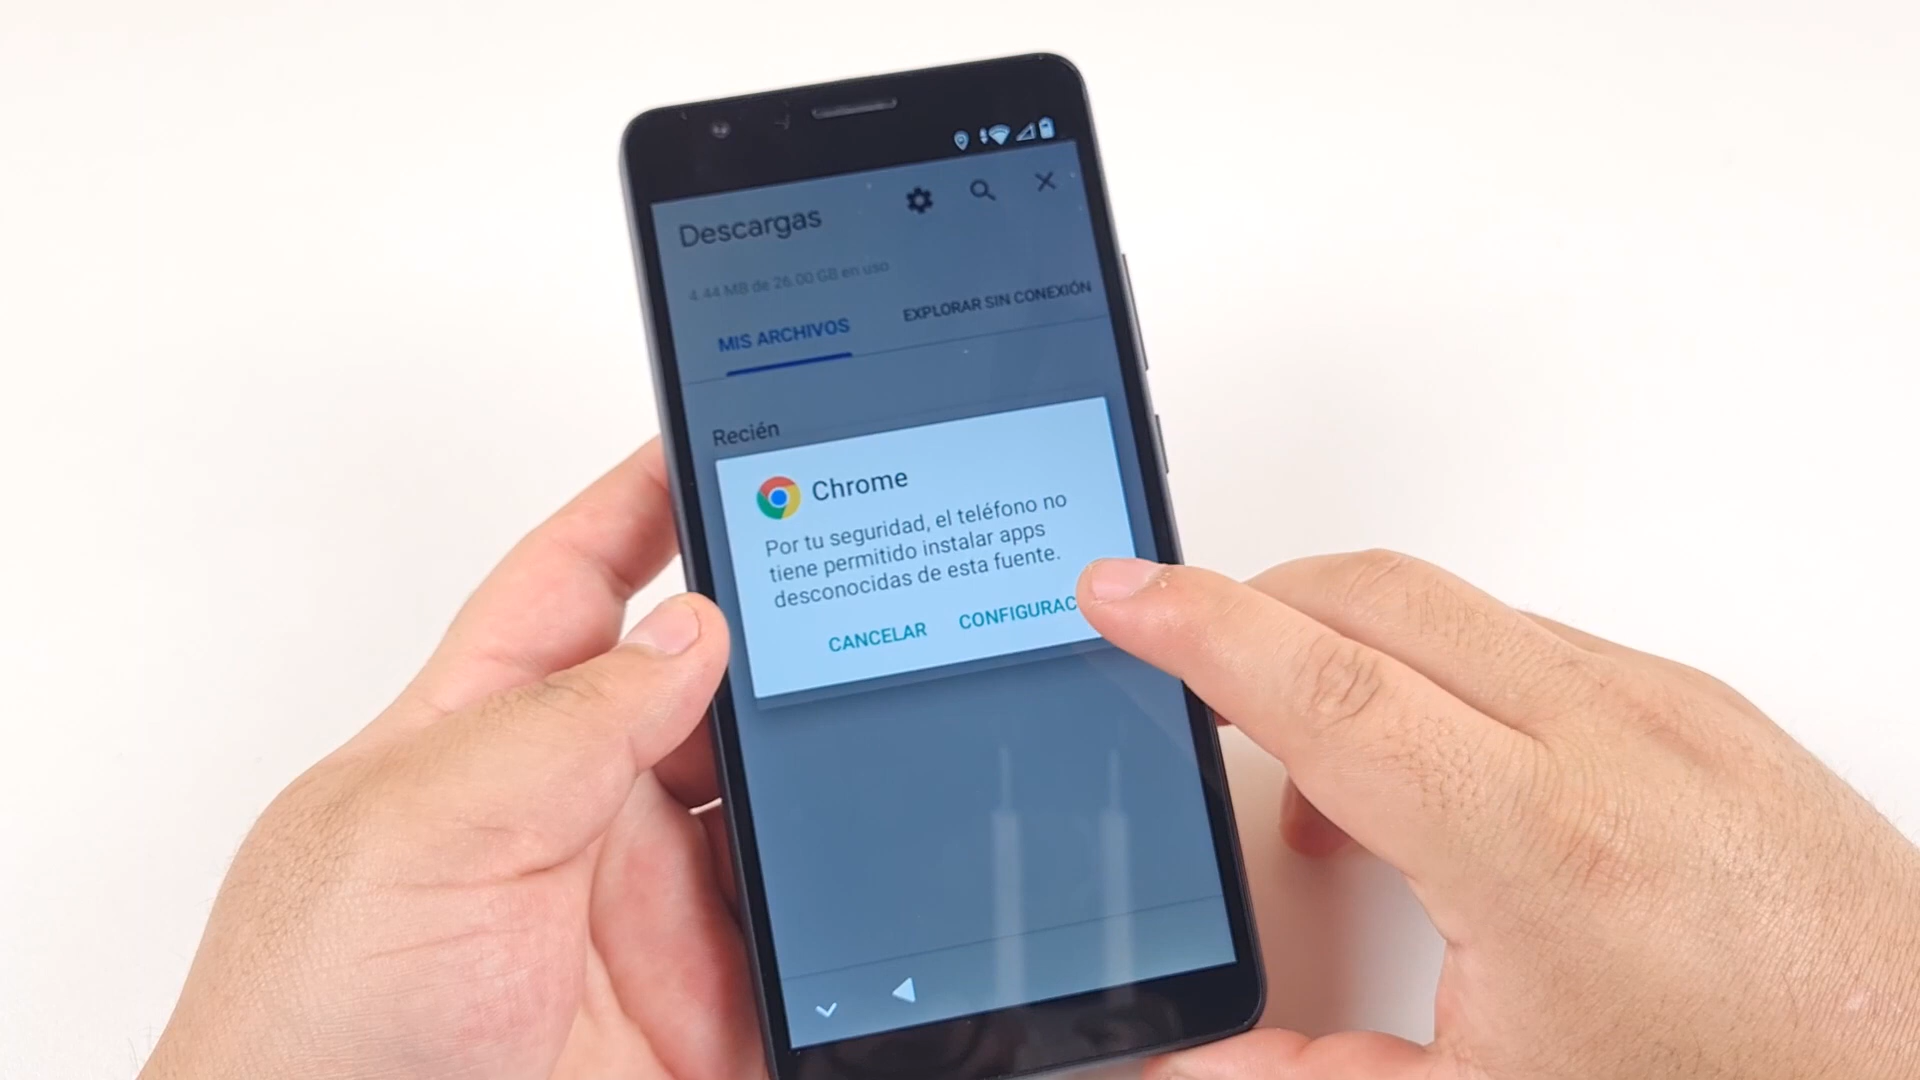 Descargas
4.44 MB de 26.00 GB en uso
MIS ARCHIVOS
EXPLORAR SIN CONEXIÓN
Recién
Chrome
Por tu seguridad, el teléfono no
tiene permitido instalar apps
desconocidas de esta fuente.
CANCELAR
CONFIGURAC